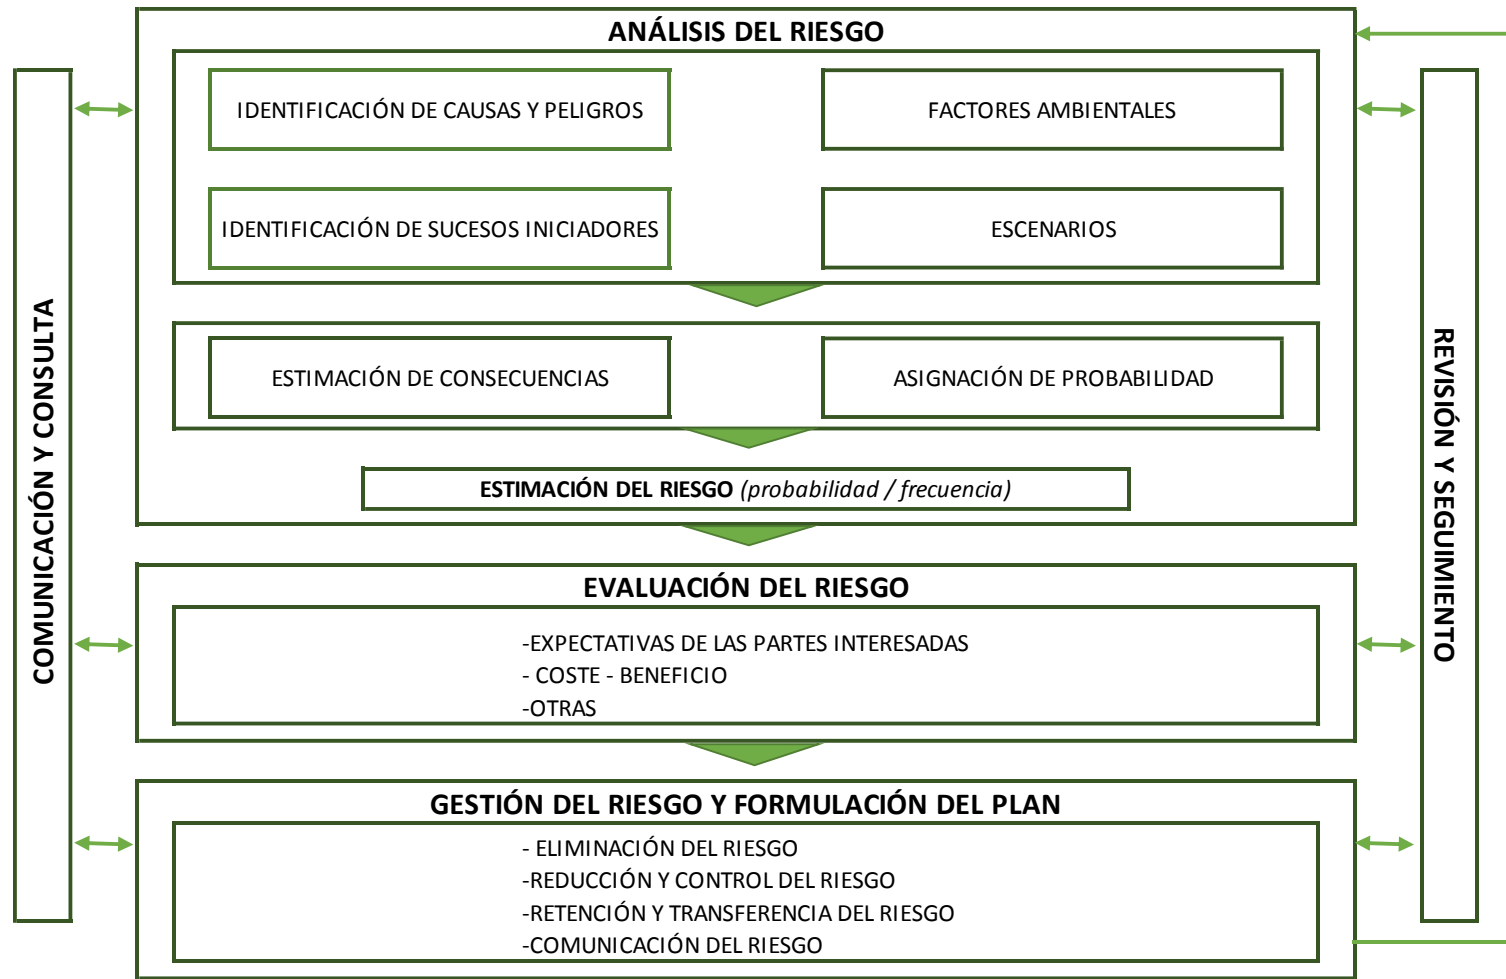 ANÁLISIS DEL RIESGO
IDENTIFICACIÓN DE CAUSAS Y PELIGROS
FACTORES AMBIENTALES
IDENTIFICACIÓN DE SUCESOS INICIADORES
ESCENARIOS
ESTIMACIÓN DE CONSECUENCIAS
ASIGNACIÓN DE PROBABILIDAD
ESTIMACIÓN DEL RIESGO (probabilidad / frecuencia)
COMUNICACIÓN Y CONSULTA
REVISIÓN Y SEGUIMIENTO
EVALUACIÓN DEL RIESGO
-EXPECTATIVAS DE LAS PARTES INTERESADAS
- COSTE - BENEFICIO
-OTRAS
GESTIÓN DEL RIESGO Y FORMULACIÓN DEL PLAN
- ELIMINACIÓN DEL RIESGO
-REDUCCIÓN Y CONTROL DEL RIESGO
-RETENCIÓN Y TRANSFERENCIA DEL RIESGO
-COMUNICACIÓN DEL RIESGO